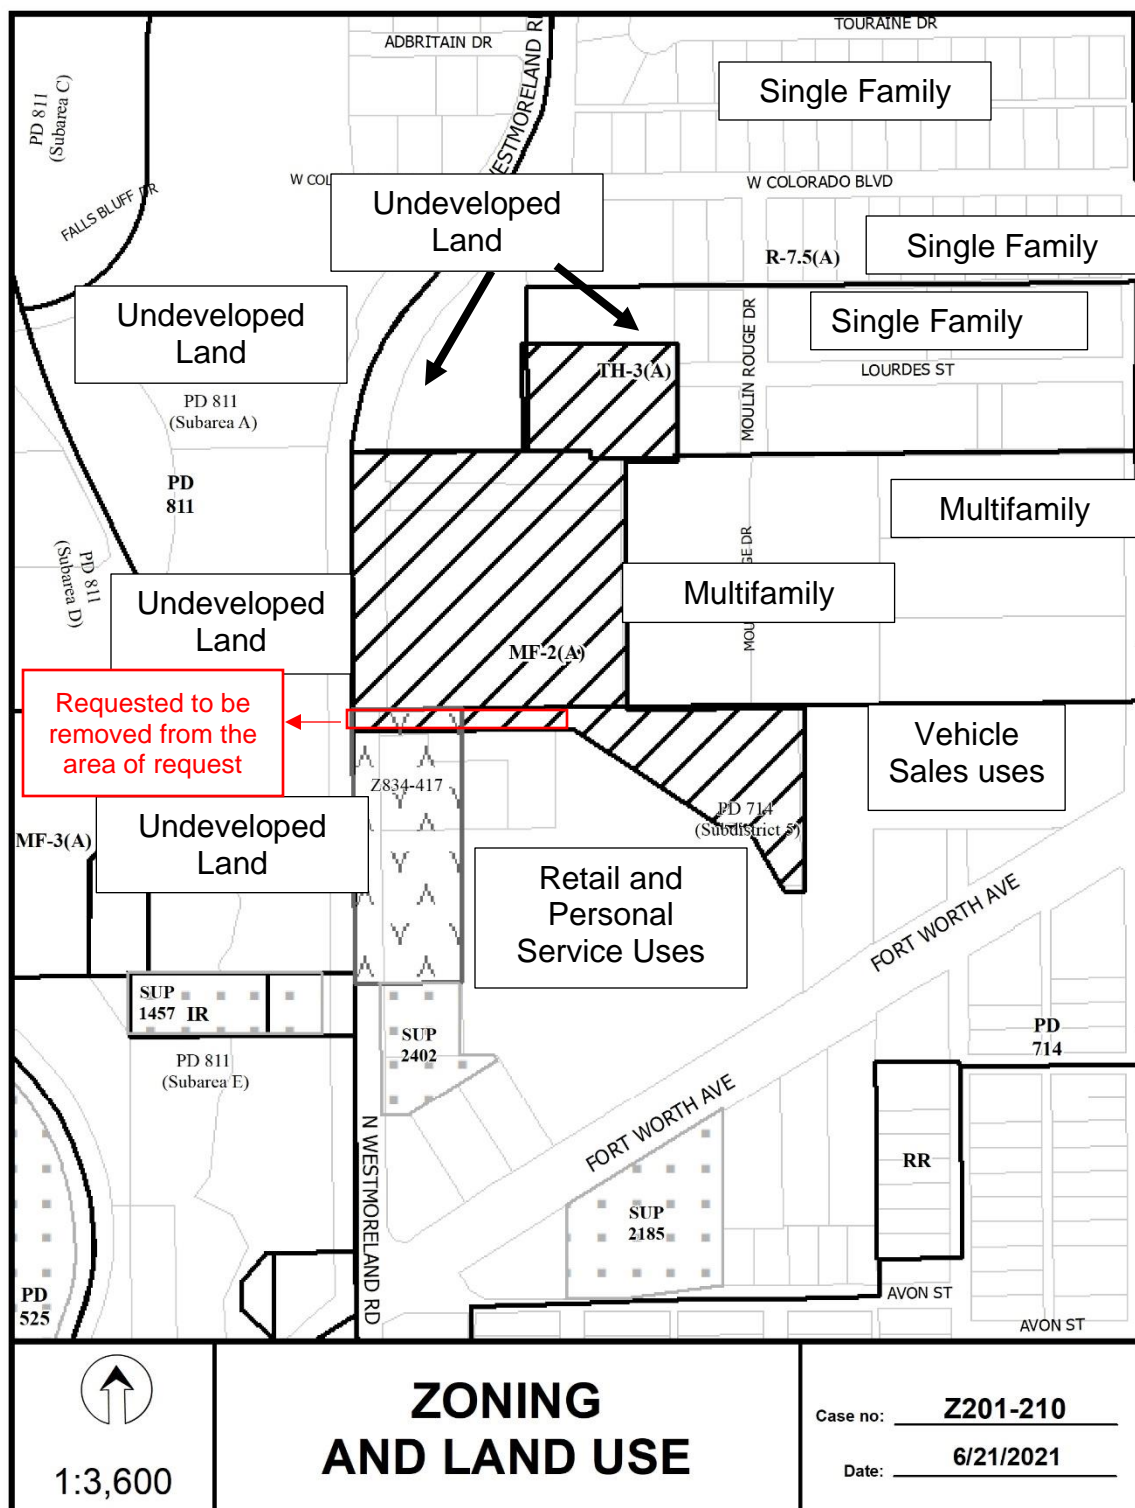 TOURAINE DR
ADBRITAIN DR
WESTMORELAND RD
Single Family
PD 811
(Subarea C)
W COL
W COLORADO BLVD
FALLS BLUFF DR
Undeveloped
Land
R-7.5(A)
Single Family
Undeveloped
Land
Single Family
MOULIN ROUGE DR
TH-3(A)
LOURDES ST
PD 811
(Subarea A)
PD
811
Multifamily
PD 811
(Subarea D)
Undeveloped
Land
Multifamily
MF-2(A)
Requested to be
removed from the
area of request
Vehicle
Sales uses
Z834-417
PD 714
(Subdistrict 5)
MF-3(A)
Undeveloped
Land
Retail and
Personal
Service Uses
FORT WORTH AVE
SUP
1457 IR
SUP
2402
PD
714
PD 811
(Subarea E)
FORT WORTH AVE
N WESTMORELAND RD
RR
SUP
2185
PD
525
AVON ST
AVON ST
1:3,600
ZONING
AND LAND USE
Case no: Z201-210
Date: 6/21/2021